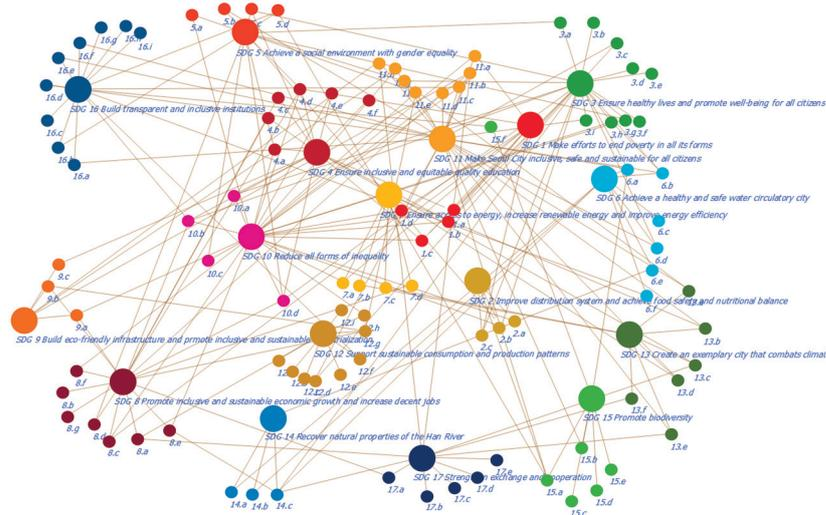 5.a
5.b
5.d
16.g
16.i
16.f
16.e
16.d
16.c
16.a
SDG 5 Achieve a social environment with gender equality
3.a
3.b
3.c
3.d
3.e
11.a
11.b
11.c
11.d
11.e
SDG 16 Build transparent and inclusive institutions
4.c
4.d
4.e
4.f
4.b
4.a
SDG 3 Ensure healthy lives and promote well-being for all citizens
15.f
3.i
3.h
3.g
3.f
SDG 1 Make efforts to end poverty in all its forms
SDG 11 Make Seoul City inclusive, safe and sustainable for all citizens
SDG 4 Ensure inclusive and equitable quality education
6.a
6.b
SDG 6 Achieve a healthy and safe water circulatory city
10.a
10.b
Ensure access to energy, increase renewable energy and improve energy efficiency
1.d
1.a
1.b
1.c
6.c
6.d
6.e
6.f
SDG 10 Reduce all forms of inequality
10.c
10.d
9.c
9.b
9.a
7.a
7.b
7.c
7.d
SDG 2 Improve distribution system and achieve food safety and nutritional balance
2.a
2.b
2.c
13.b
SDG 9 Build eco-friendly infrastructure and prmote inclusive and sustainable
12.g
SDG 12 Support sustainable consumption and production patterns
SDG 13 Create an exemplary city that combats climat
12.f
12.e
13.c
13.d
13.f
13.e
8.f
8.b
8.g
8.d
8.c
8.a
8.e
SDG 8 Promote inclusive and sustainable economic growth and increase decent jobs
SDG 15 Promote biodiversity
SDG 14 Recover natural properties of the Han River
15.b
15.e
15.a
15.d
15.c
SDG 17 Strengthen exchange and cooperation
17.a
17.b
17.c
17.d
17.e
14.a
14.b
14.c